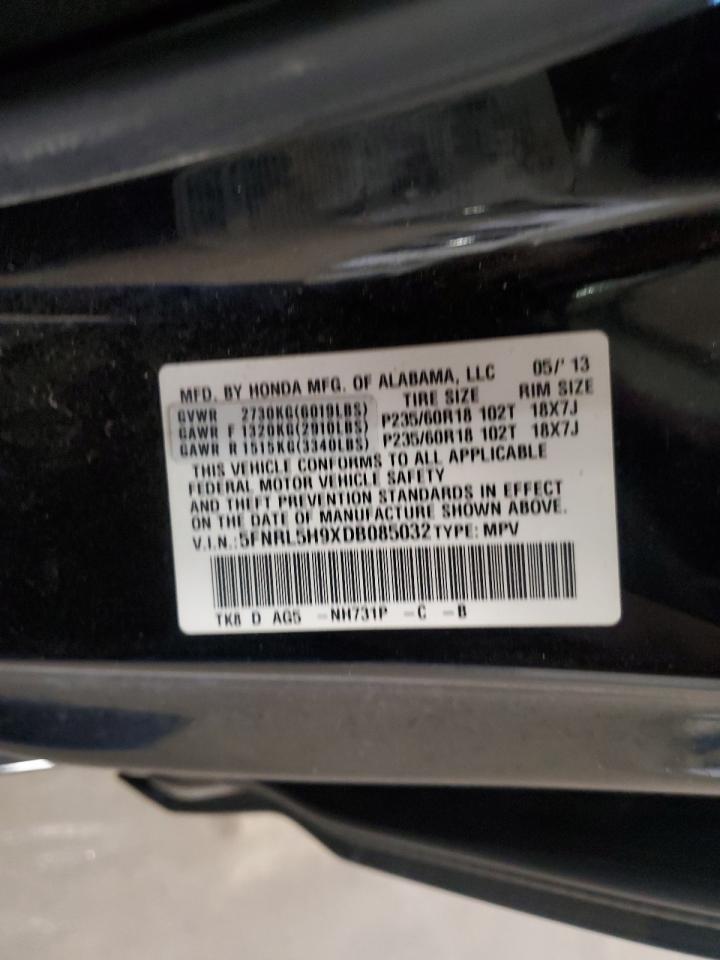 MFD. BY HONDA MFG. OF ALABAMA, LLC 05/' 13
TIRE SIZE RIM SIZE
GVWR 2730KG(6019LBS)
GAWR F 1320KG(2910LBS) P235/60R18 102T 18X7J
GAWR R 1515KG(3340LBS) P235/60R18 102T 18X7J
THIS VEHICLE CONFORMS TO ALL APPLICABLE
FEDERAL MOTOR VEHICLE SAFETY
AND THEFT PREVENTION STANDARDS IN EFFECT
ON THE DATE OF MANUFACTURE SHOWN ABOVE.
V.I.N.:5FNRL5H9XDB085032 TYPE: MPV
TK8 D AG5 -NH731P -C -B